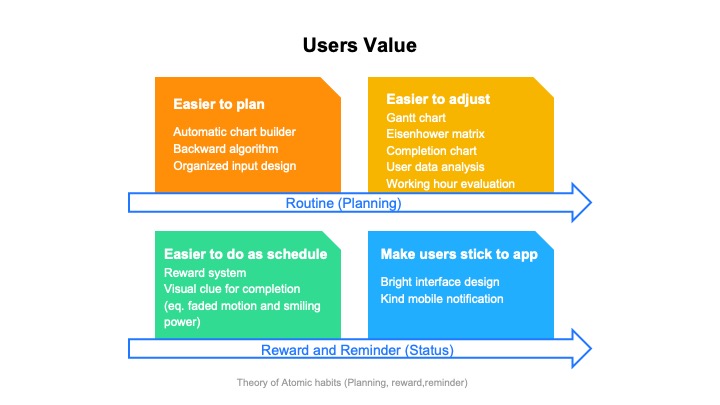 Users Value
Easier to plan
Automatic chart builder
Backward algorithm
Organized input design
Easier to adjust
Gantt chart
Eisenhower matrix
Completion chart
User data analysis
Working hour evaluation
Routine (Planning)
Easier to do as schedule
Reward system
Visual clue for completion
(eq. faded motion and smiling
power)
Make users stick to app
Bright interface design
Kind mobile notification
Reward and Reminder (Status)
Theory of Atomic habits (Planning, reward,reminder)